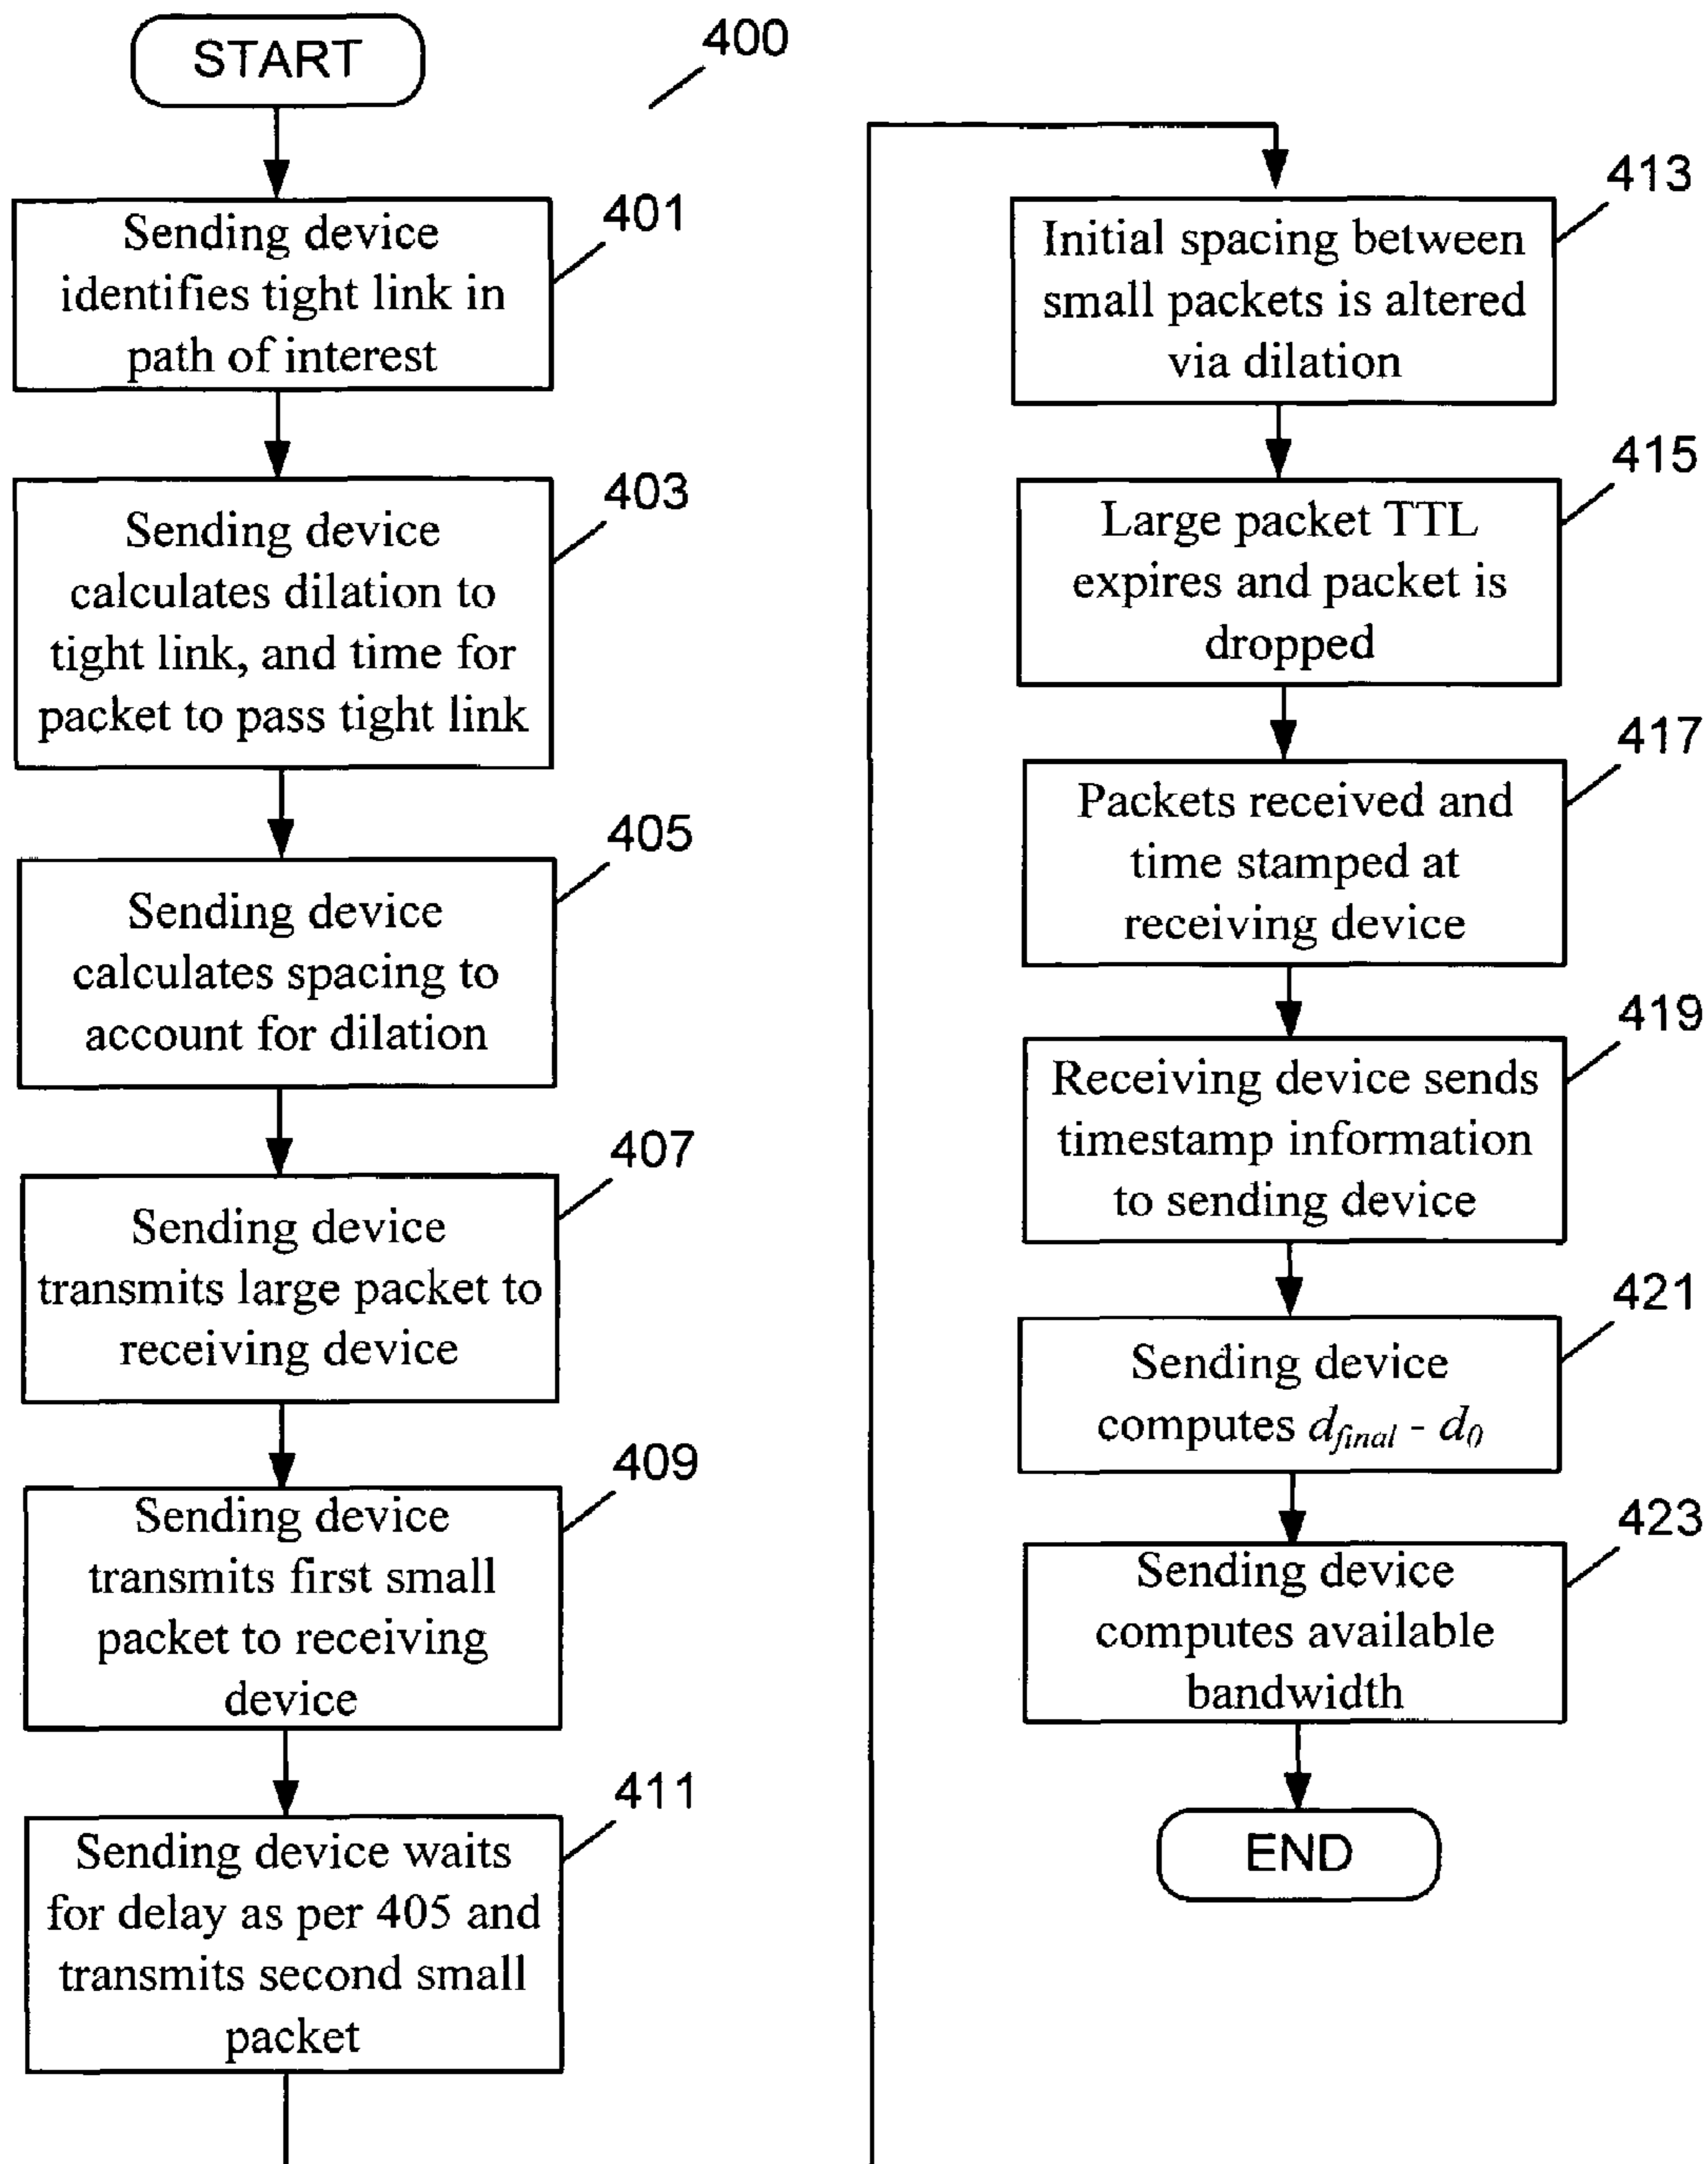 START
400
Sending device
identifies tight link in
path of interest
401
Sending device
calculates dilation to
tight link, and time for
packet to pass tight link
403
Sending device
calculates spacing to
account for dilation
405
Sending device
transmits large packet to
receiving device
407
Sending device
transmits first small
packet to receiving
device
409
Sending device waits
for delay as per 405 and
transmits second small
packet
411
Initial spacing between
small packets is altered
via dilation
413
Large packet TTL
expires and packet is
dropped
415
Packets received and
time stamped at
receiving device
417
Receiving device sends
timestamp information
to sending device
419
Sending device
computes d_final - d_0
421
Sending device
computes available
bandwidth
423
END